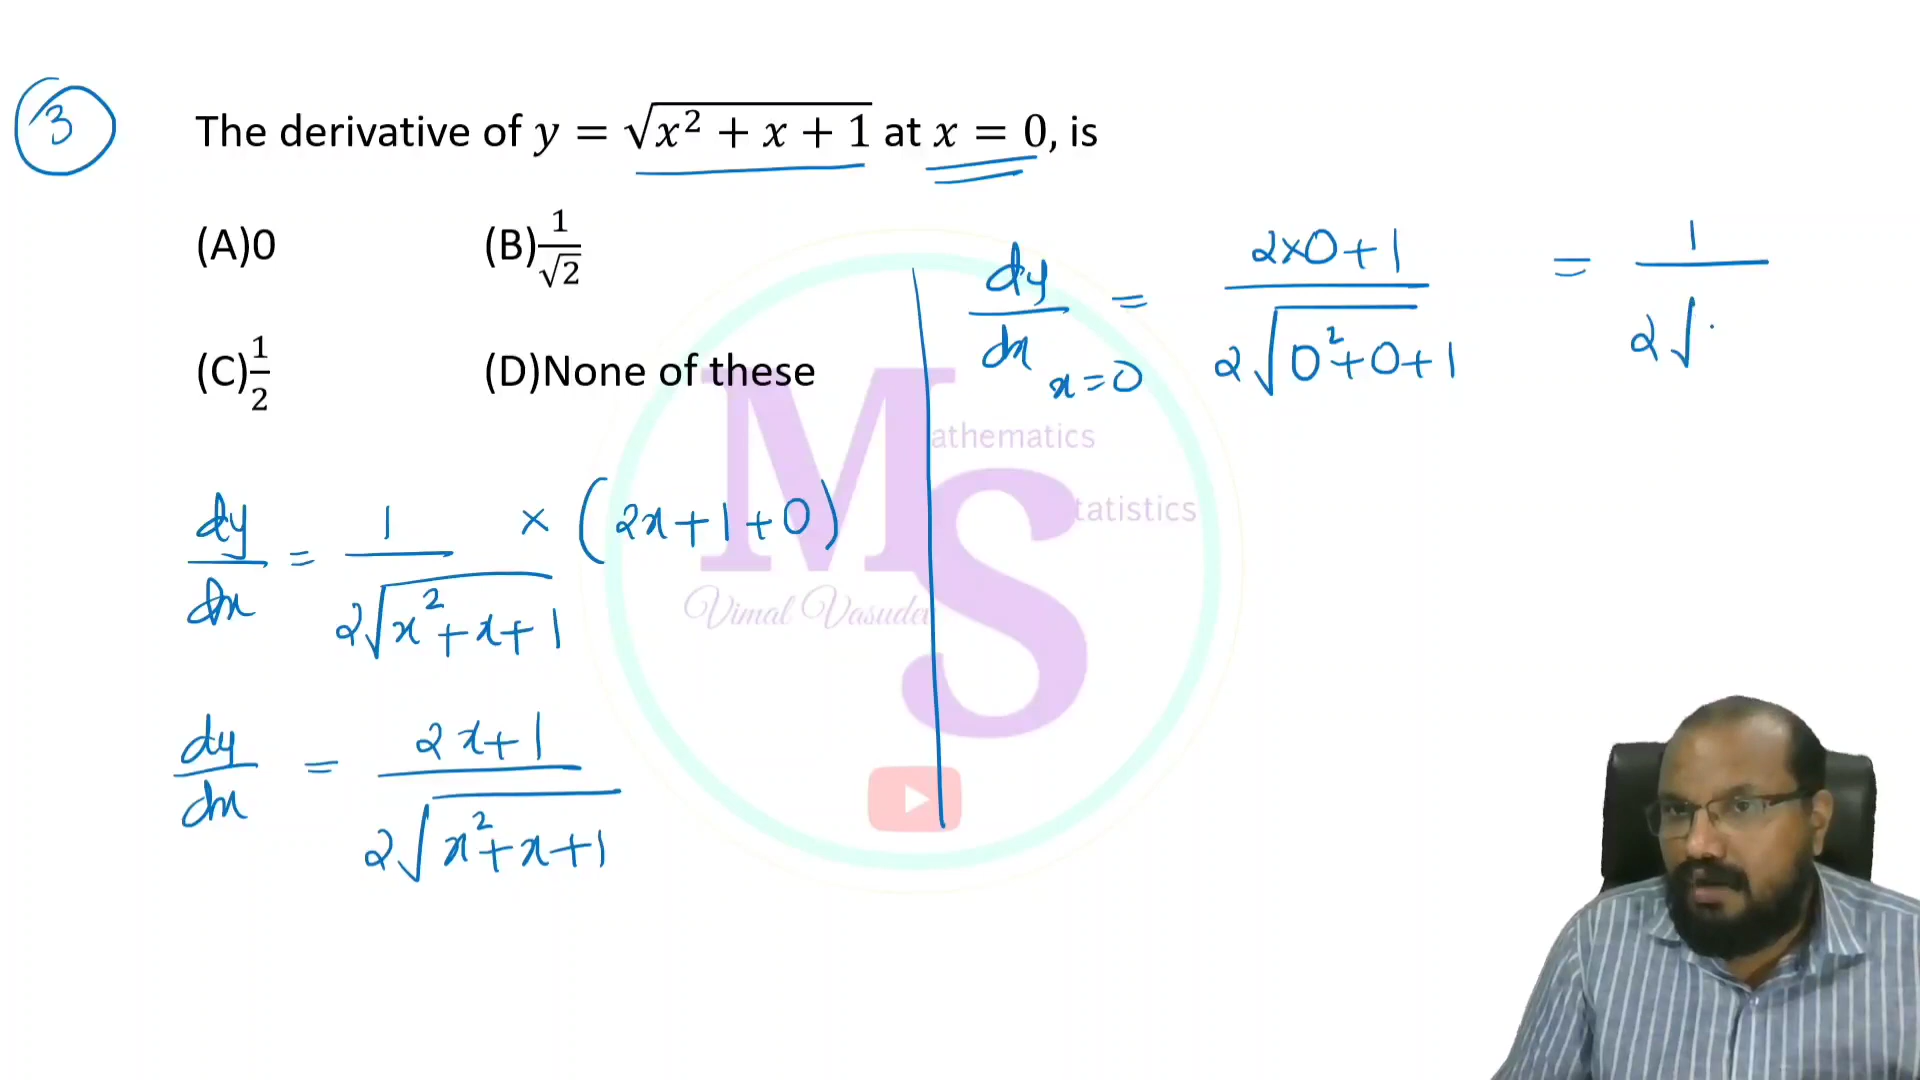 3
The derivative of y = √(x² + x + 1) at x = 0, is
(A)0 (B) 1/√2
(C) 1/2 (D)None of these
dy/dx = 1/(2√(x²+x+1)) × (2x+1+0)
dy/dx = (2x+1)/(2√(x²+x+1))
dy/dx x=0 = (2×0+1)/(2√(0²+0+1)) = 1/(2√
M athematics
S tatistics
Vimal Vasude